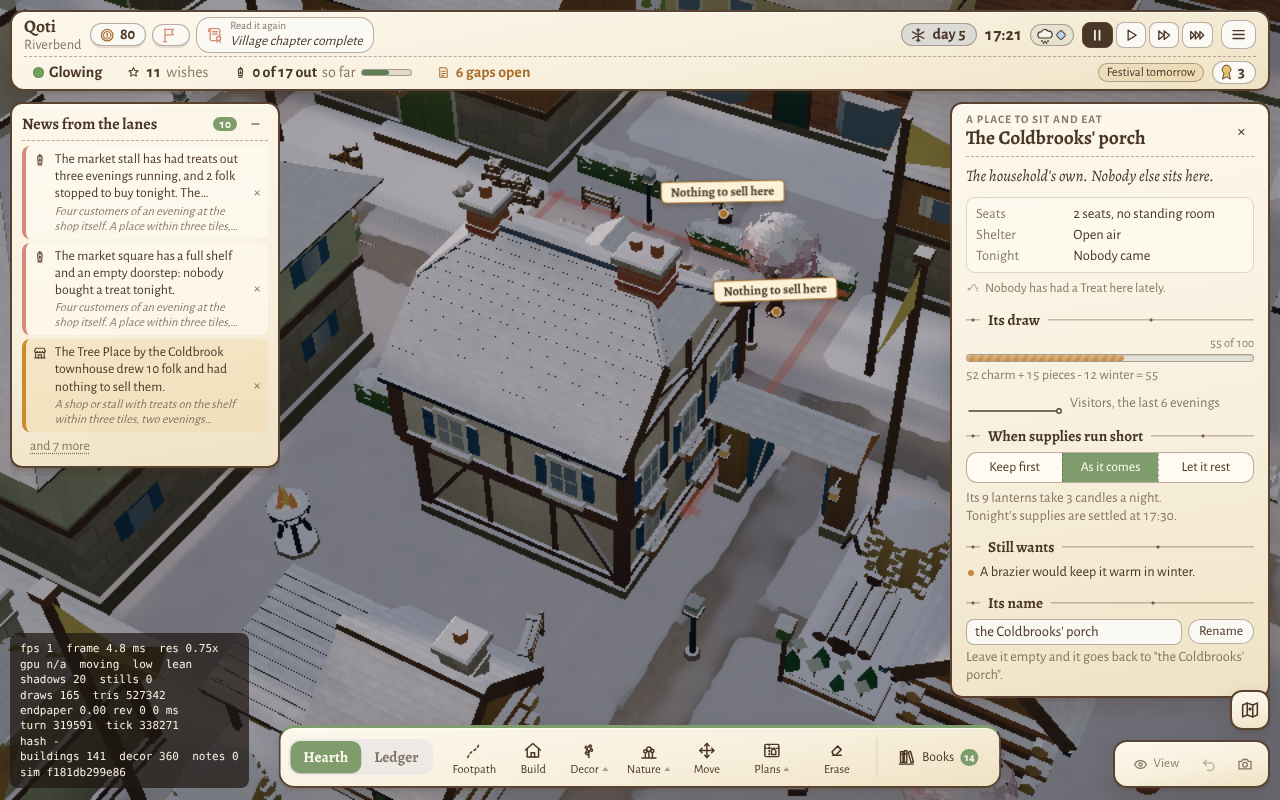 Qoti
Riverbend
80
Read it again
Village chapter complete
day 5
17:21
Glowing
11 wishes
0 of 17 out so far
6 gaps open
Festival tomorrow
3
News from the lanes
10
The market stall has had treats out
three evenings running, and 2 folk
stopped to buy tonight. The...
Four customers of an evening at the
shop itself. A place within three tiles,...
The market square has a full shelf
and an empty doorstep: nobody
bought a treat tonight.
Four customers of an evening at the
shop itself. A place within three tiles,...
The Tree Place by the Coldbrook
townhouse drew 10 folk and had
nothing to sell them.
A shop or stall with treats on the shelf
within three tiles, two evenings...
and 7 more
Nothing to sell here
Nothing to sell here
A PLACE TO SIT AND EAT
The Coldbrooks' porch
The household's own. Nobody else sits here.
Seats 2 seats, no standing room
Shelter Open air
Tonight Nobody came
Nobody has had a Treat here lately.
Its draw
55 of 100
52 charm + 15 pieces - 12 winter = 55
Visitors, the last 6 evenings
When supplies run short
Keep first As it comes Let it rest
Its 9 lanterns take 3 candles a night.
Tonight's supplies are settled at 17:30.
Still wants
A brazier would keep it warm in winter.
Its name
the Coldbrooks' porch Rename
Leave it empty and it goes back to "the Coldbrooks'
porch".
fps 1 frame 4.8 ms res 0.75x
gpu n/a moving low lean
shadows 20 stills 0
draws 165 tris 527342
endpaper 0.00 rev 0 0 ms
turn 319591 tick 338271
hash -
buildings 141 decor 360 notes 0
sim f181db299e86
Hearth Ledger
Footpath Build Decor Nature Move Plans Erase
Books 14
View